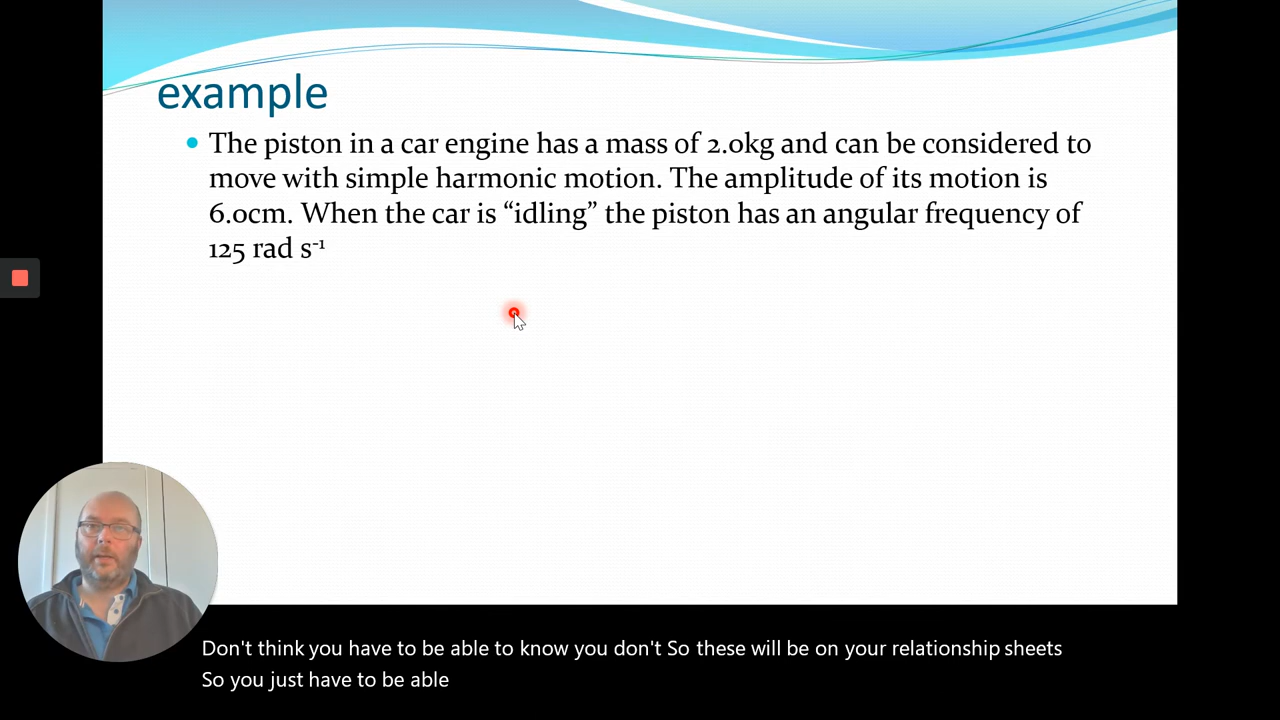 example
• The piston in a car engine has a mass of 2.0kg and can be considered to
move with simple harmonic motion. The amplitude of its motion is
6.0cm. When the car is “idling” the piston has an angular frequency of
125 rad s⁻¹
Don't think you have to be able to know you don't So these will be on your relationship sheets
So you just have to be able